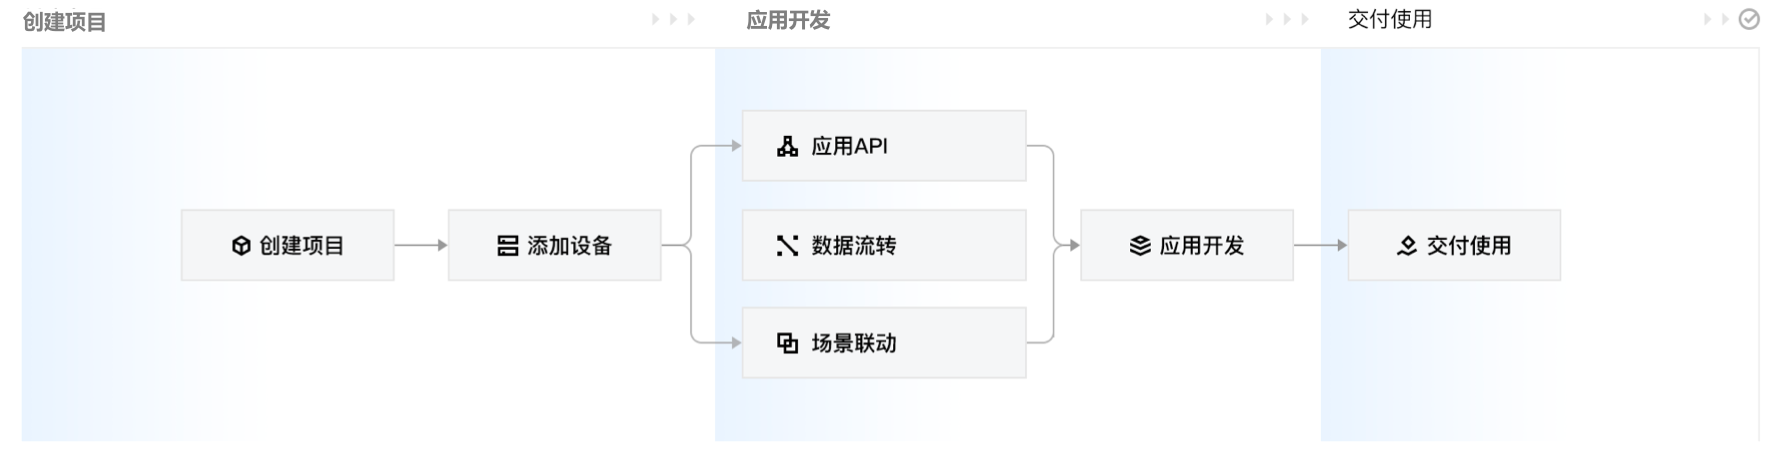 创建项目
应用开发
交付使用
创建项目
添加设备
应用API
数据流转
场景联动
应用开发
交付使用